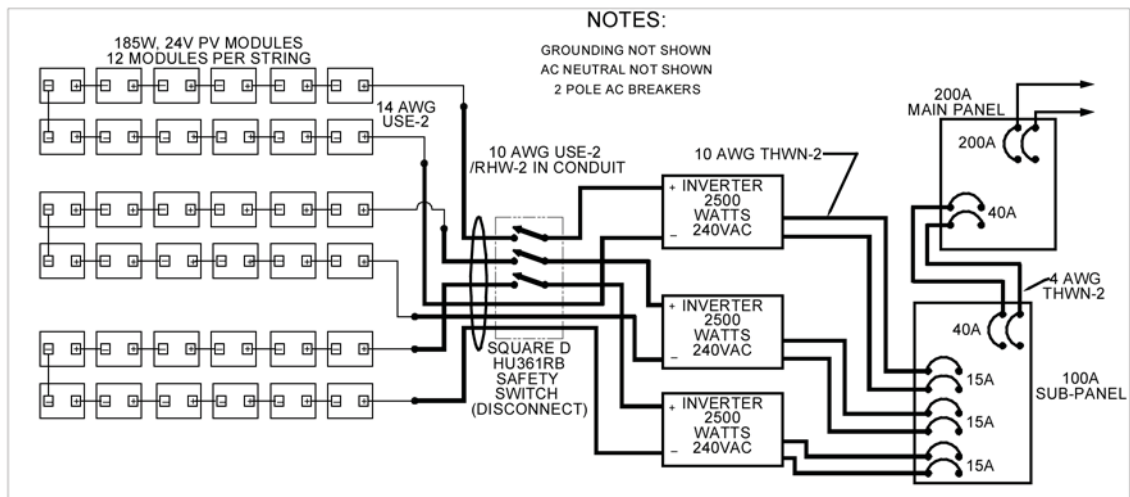 NOTES:
GROUNDING NOT SHOWN
AC NEUTRAL NOT SHOWN
2 POLE AC BREAKERS
185W, 24V PV MODULES
12 MODULES PER STRING
14 AWG
USE-2
10 AWG USE-2
/RHW-2 IN CONDUIT
SQUARE D
HU361RB
SAFETY
SWITCH
(DISCONNECT)
10 AWG THWN-2
+ INVERTER
2500
WATTS
− 240VAC
+ INVERTER
2500
WATTS
− 240VAC
+ INVERTER
2500
WATTS
− 240VAC
200A
MAIN PANEL
200A
40A
4 AWG
THWN-2
40A
15A
15A
15A
100A
SUB-PANEL